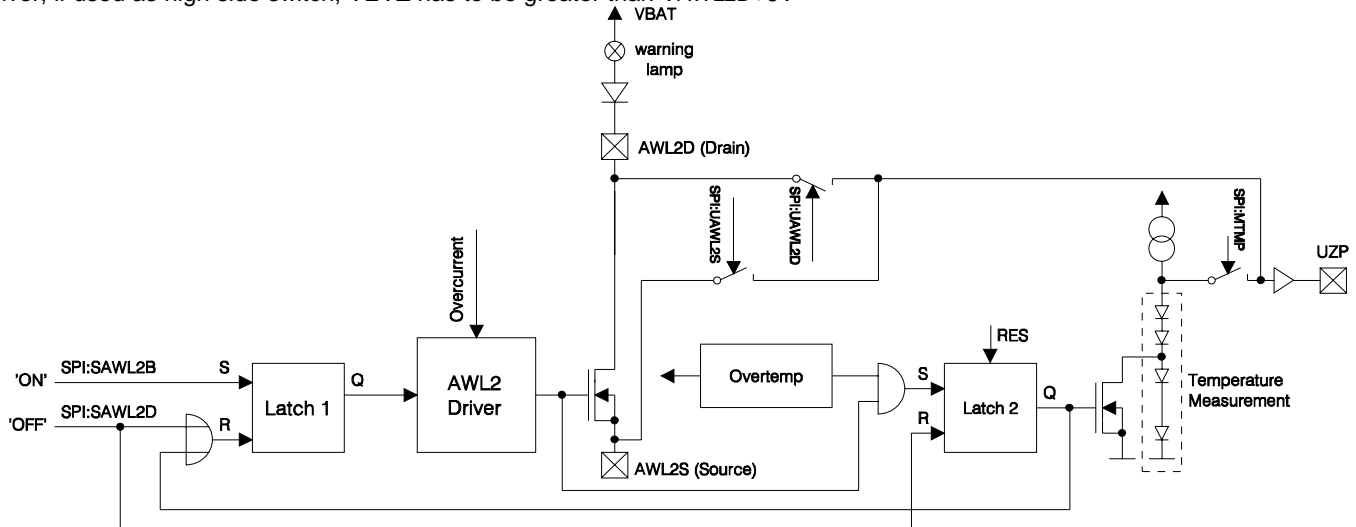 VBAT
warning
lamp
AWL2D (Drain)
SPI:UAWL2S
SPI:UAWL2D
SPI:MTMP
UZP
Overcurrent
RES
SPI:SAWL2B
S
'ON'
Q
AWL2
Driver
Latch 1
SPI:SAWL2D
'OFF'
R
Overtemp
S
Latch 2
Q
R
Temperature
Measurement
AWL2S (Source)